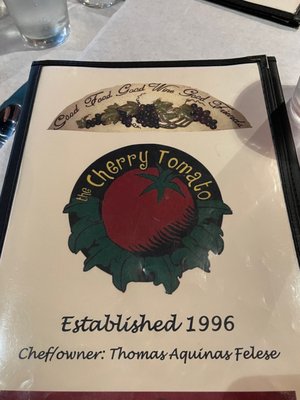 Good Food Good Wine Good Friends
the Cherry Tomato
Established 1996
Chef/owner: Thomas Aquinas Felese